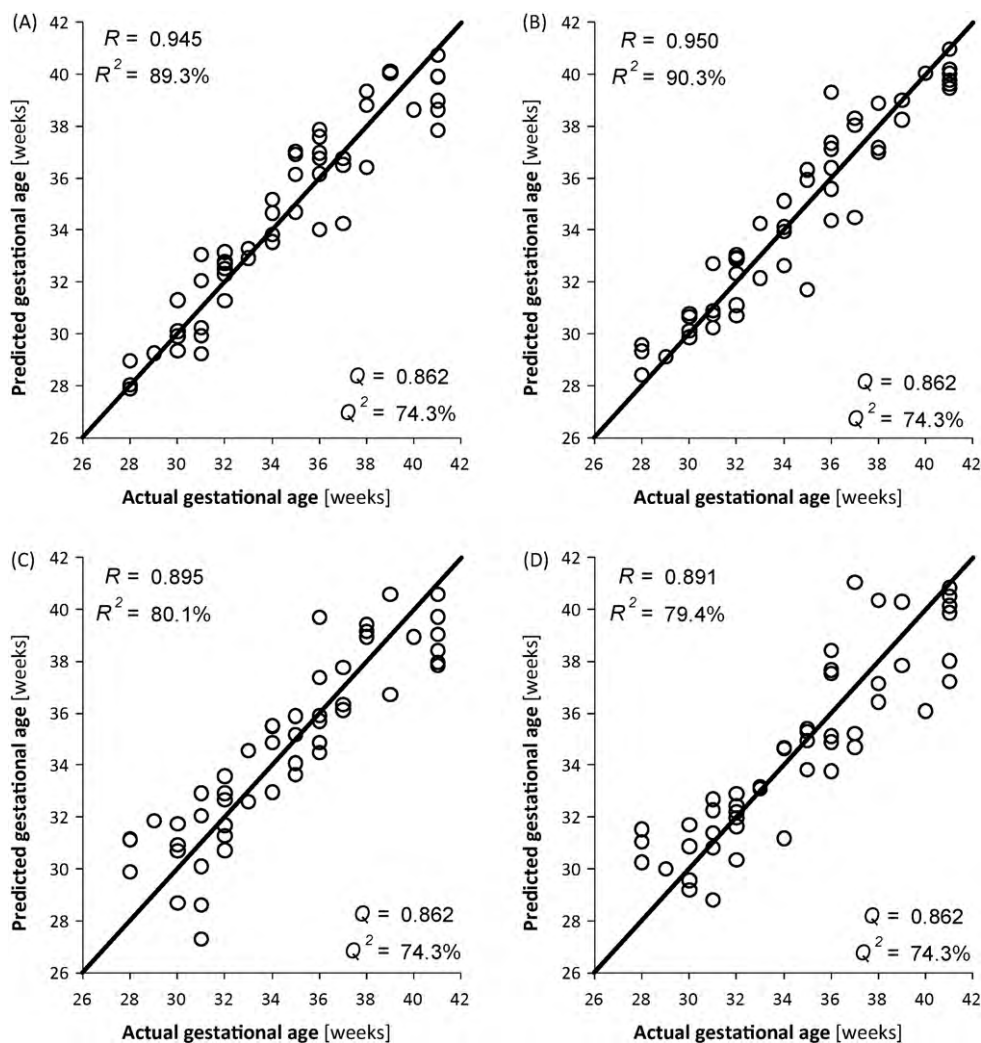 (A)
R = 0.945
R² = 89.3%
Q = 0.862
Q² = 74.3%
Predicted gestational age [weeks]
42
40
38
36
34
32
30
28
26
26 28 30 32 34 36 38 40 42
Actual gestational age [weeks]
(B)
R = 0.950
R² = 90.3%
Q = 0.862
Q² = 74.3%
Predicted gestational age [weeks]
42
40
38
36
34
32
30
28
26
26 28 30 32 34 36 38 40 42
Actual gestational age [weeks]
(C)
R = 0.895
R² = 80.1%
Q = 0.862
Q² = 74.3%
Predicted gestational age [weeks]
42
40
38
36
34
32
30
28
26
26 28 30 32 34 36 38 40 42
Actual gestational age [weeks]
(D)
R = 0.891
R² = 79.4%
Q = 0.862
Q² = 74.3%
Predicted gestational age [weeks]
42
40
38
36
34
32
30
28
26
26 28 30 32 34 36 38 40 42
Actual gestational age [weeks]